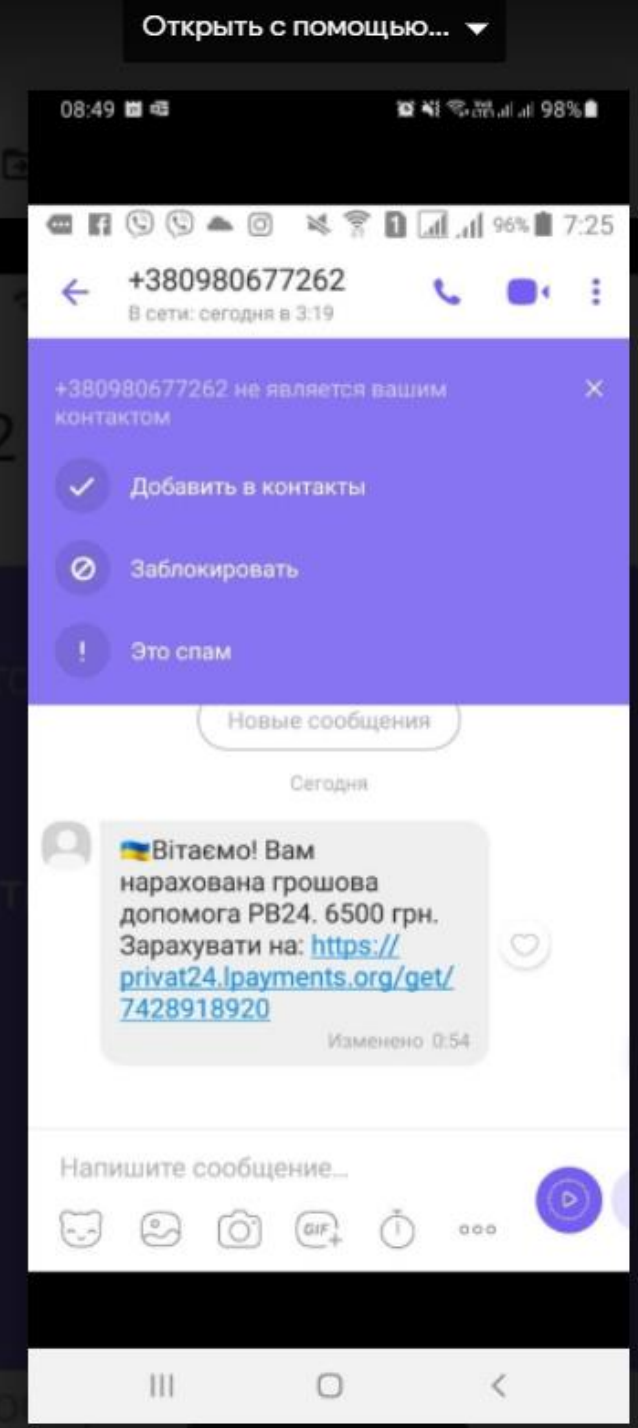 Открыть с помощью...
08:49
98%
96% 7:25
+380980677262
В сети: сегодня в 3:19
+380980677262 не является вашим
контактом
Добавить в контакты
Заблокировать
Это спам
Новые сообщения
Сегодня
🇺🇦Вітаємо! Вам
нарахована грошова
допомога PB24. 6500 грн.
Зарахувати на: https://
privat24.lpayments.org/get/
7428918920
Изменено 0:54
Напишите сообщение...
GIF